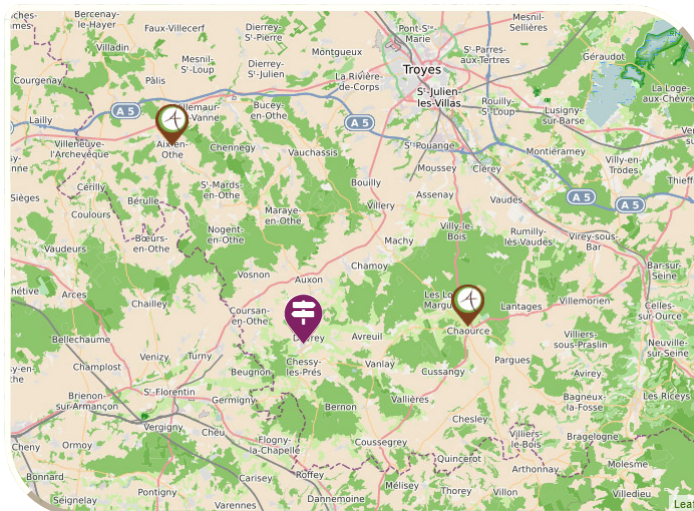 Bercenay-
le-Hayer
Faux-Villecerf
Villadin
Dierrey-
St-Pierre
Mesnil-
St-Loup
Dierrey-
St-Julien
Montgueux
La Rivière-
de-Corps
Pont-Ste
Marie
Troyes
St-Julien-
les-Villas
St-Parres-
aux-Tertres
Mesnil-
Sellières
Géraudot
La Loge-
aux-Chèvre
Courgenay
Pâlis
Lailly
A 5
Villeneuve-
l'Archevêque
Aix-en-
Othe
Bucey-
en-Othe
A 5
Rouilly-
St-Loup
Lusigny-
sur-Barse
Chennegy
Vauchassis
St-Pouange
Moussey
Clérey
Montiéramey
Villy-en-
Trodes
Thieff
Cérilly
Sièges
Bérulle
St-Mards-
en-Othe
Bouilly
Assenay
Vaudes
A 5
A 5
Coulours
Maraye-
en-Othe
Villery
Villy-le-
Bois
Rumilly-
lès-Vaudes
Virey-sous-
Bar
Vaudeurs
Bœurs-
en-Othe
Nogent-
en-Othe
Machy
Chamoy
Bar-sur-
Seine
Arces
Chailley
Vosnon
Auxon
Coursan-
en-Othe
Lantages
Villemorien
Celles-
sur-Ource
Chaource
Bellechaume
Venizy
Turny
Avreuil
Villiers-
sous-Praslin
Neuville-
sur-Seine
Champlost
Beugnon
Chessy-
les-Prés
Vanlay
Cussangy
Pargues
Avirey
Brienon-
sur-Armançon
St-Florentin
Germigny
Bernon
Vallières
Bagneux-
la-Fosse
Les Riceys
Vergigny
Chéu
Chesley
Villiers-
le-Bois
Bragelogne
Cheny
Ormoy
Flogny-
la-Chapelle
Coussegrey
Quincerot
Arthonnay
Molesme
Bonnard
Seignelay
Pontigny
Carisey
Varennes
Roffey
Dannemoine
Mélisey
Thorey
Villon
Villedieu
Leaf